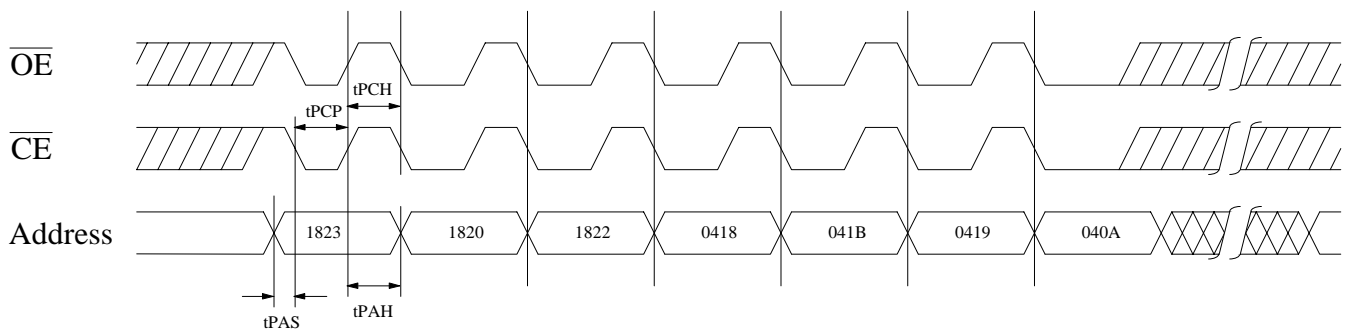 OE
tPCH
tPCP
CE
Address 1823 1820 1822 0418 041B 0419 040A
tPAS tPAH